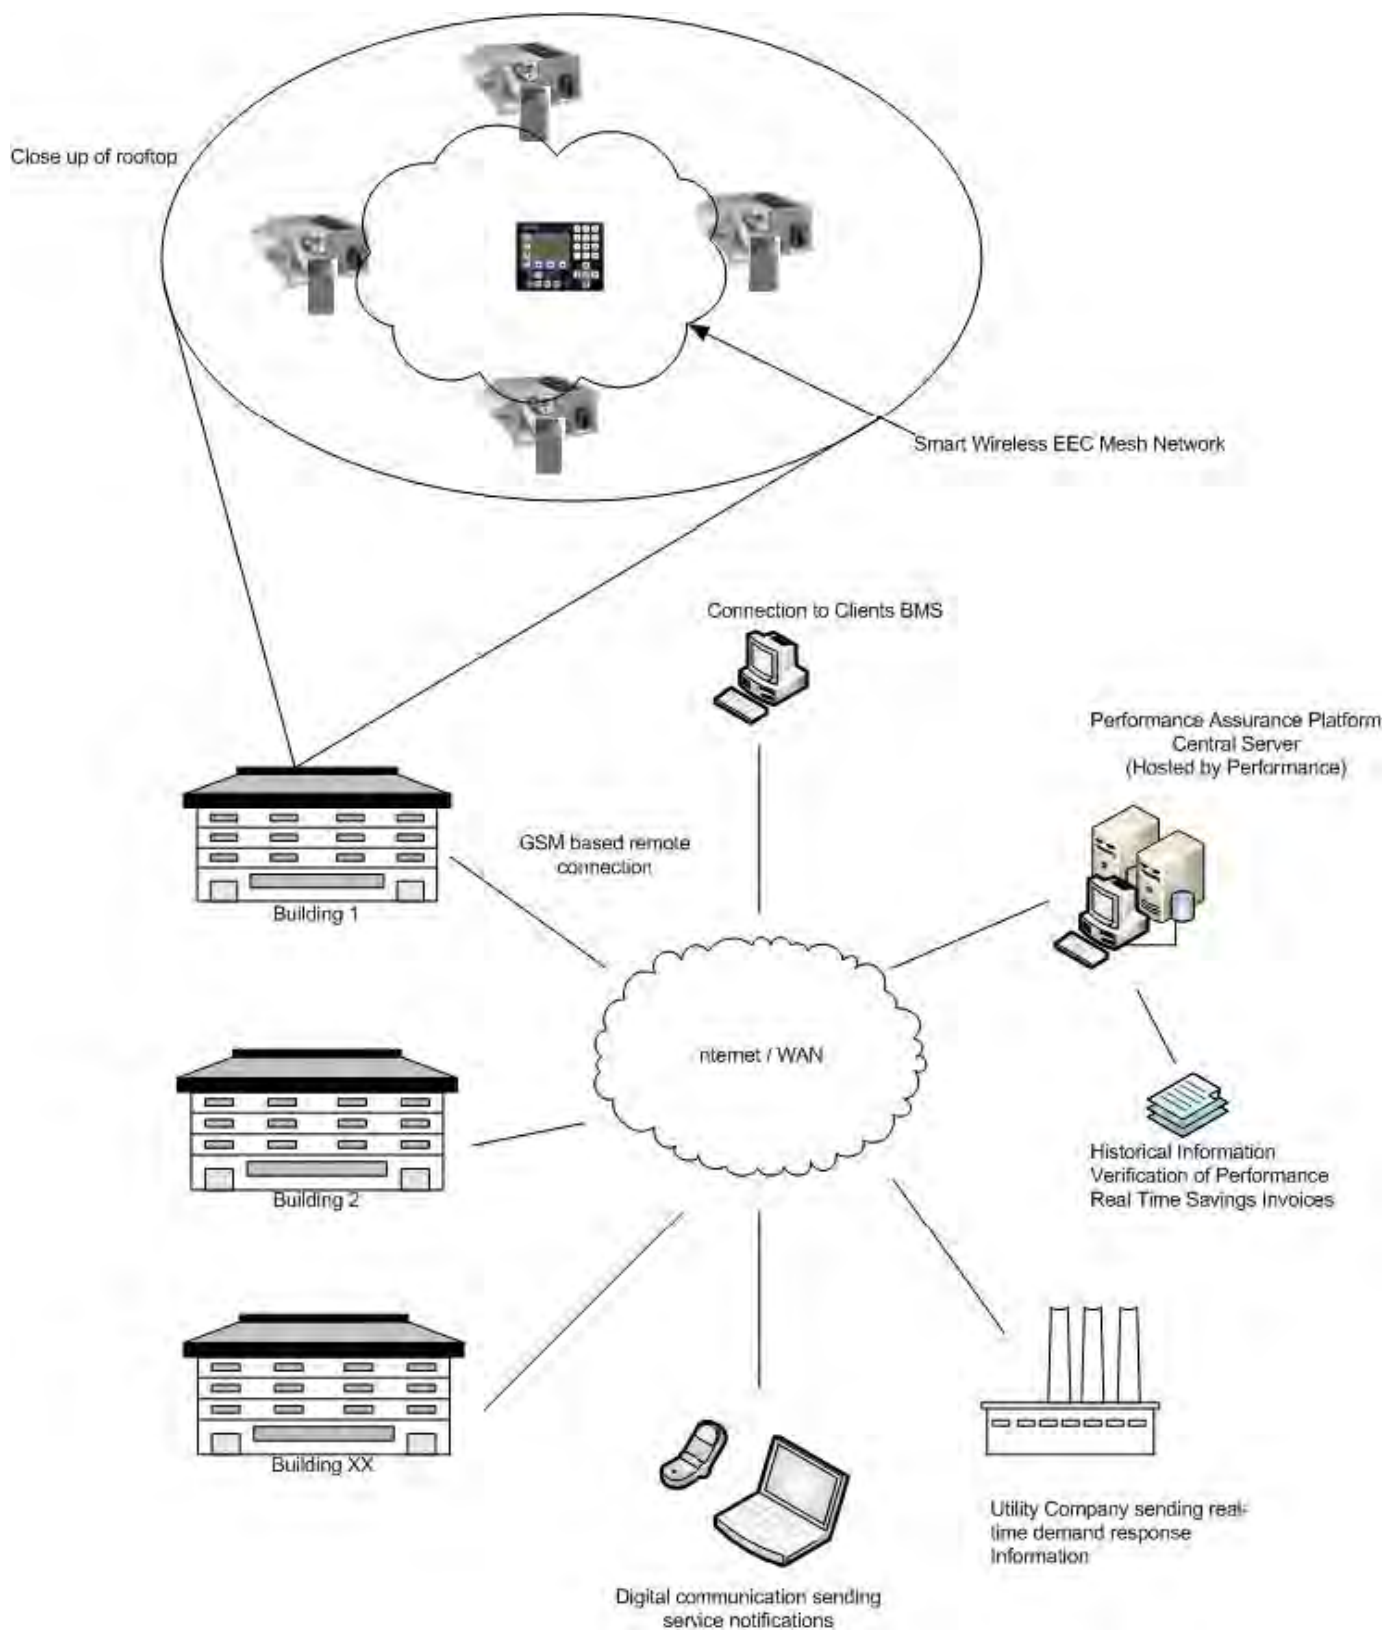 Close up of rooftop
Smart Wireless EEC Mesh Network
Connection to Clients BMS
Performance Assurance Platform
Central Server
(Hosted by Performance)
GSM based remote
connection
Building 1
nternet / WAN
Building 2
Historical Information
Verification of Performance
Real Time Savings Invoices
Building XX
Utility Company sending real-
time demand response
Information
Digital communication sending
service notifications